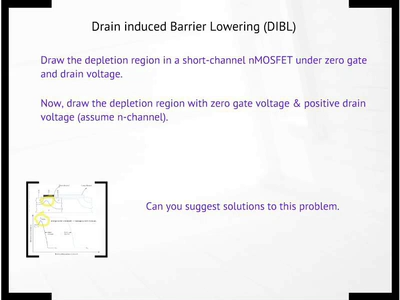 Drain induced Barrier Lowering (DIBL)
Draw the depletion region in a short-channel nMOSFET under zero gate
and drain voltage.
Now, draw the depletion region with zero gate voltage & positive drain
voltage (assume n-channel).
Can you suggest solutions to this problem.